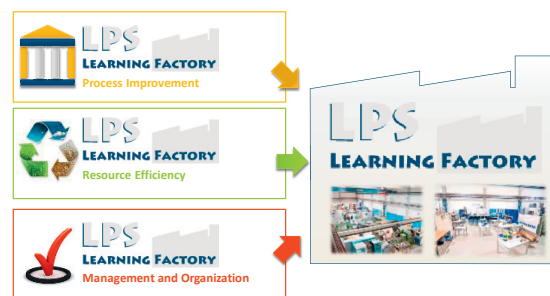 LPS
LEARNING FACTORY
Process Improvement
LPS
LEARNING FACTORY
Resource Efficiency
LPS
LEARNING FACTORY
Management and Organization
LPS
LEARNING FACTORY